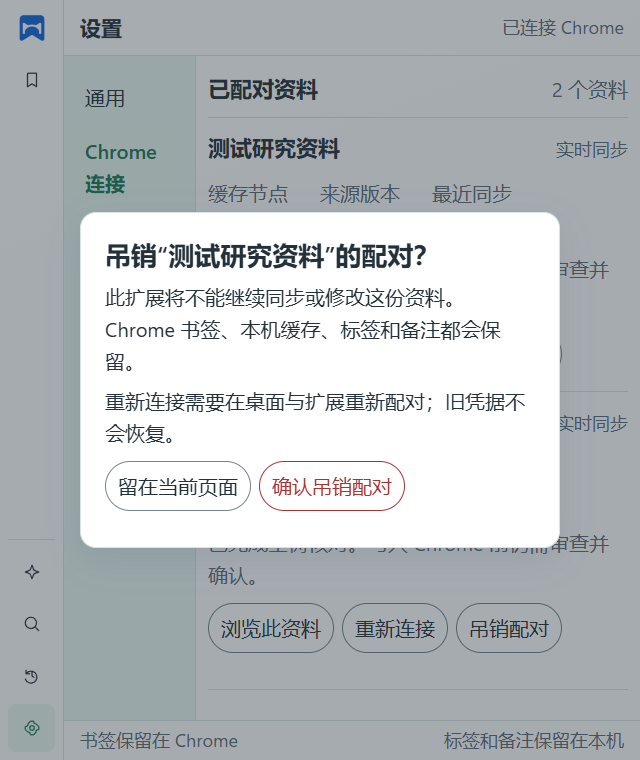 设置
已连接 Chrome
通用
Chrome
连接
已配对资料
2 个资料
测试研究资料
实时同步
缓存节点
来源版本
最近同步
审查并
吊销“测试研究资料”的配对？
此扩展将不能继续同步或修改这份资料。
Chrome 书签、本机缓存、标签和备注都会保
留。
重新连接需要在桌面与扩展重新配对；旧凭据不
会恢复。
留在当前页面
确认吊销配对
实时同步
审查并
确认。
浏览此资料
重新连接
吊销配对
书签保留在 Chrome
标签和备注保留在本机